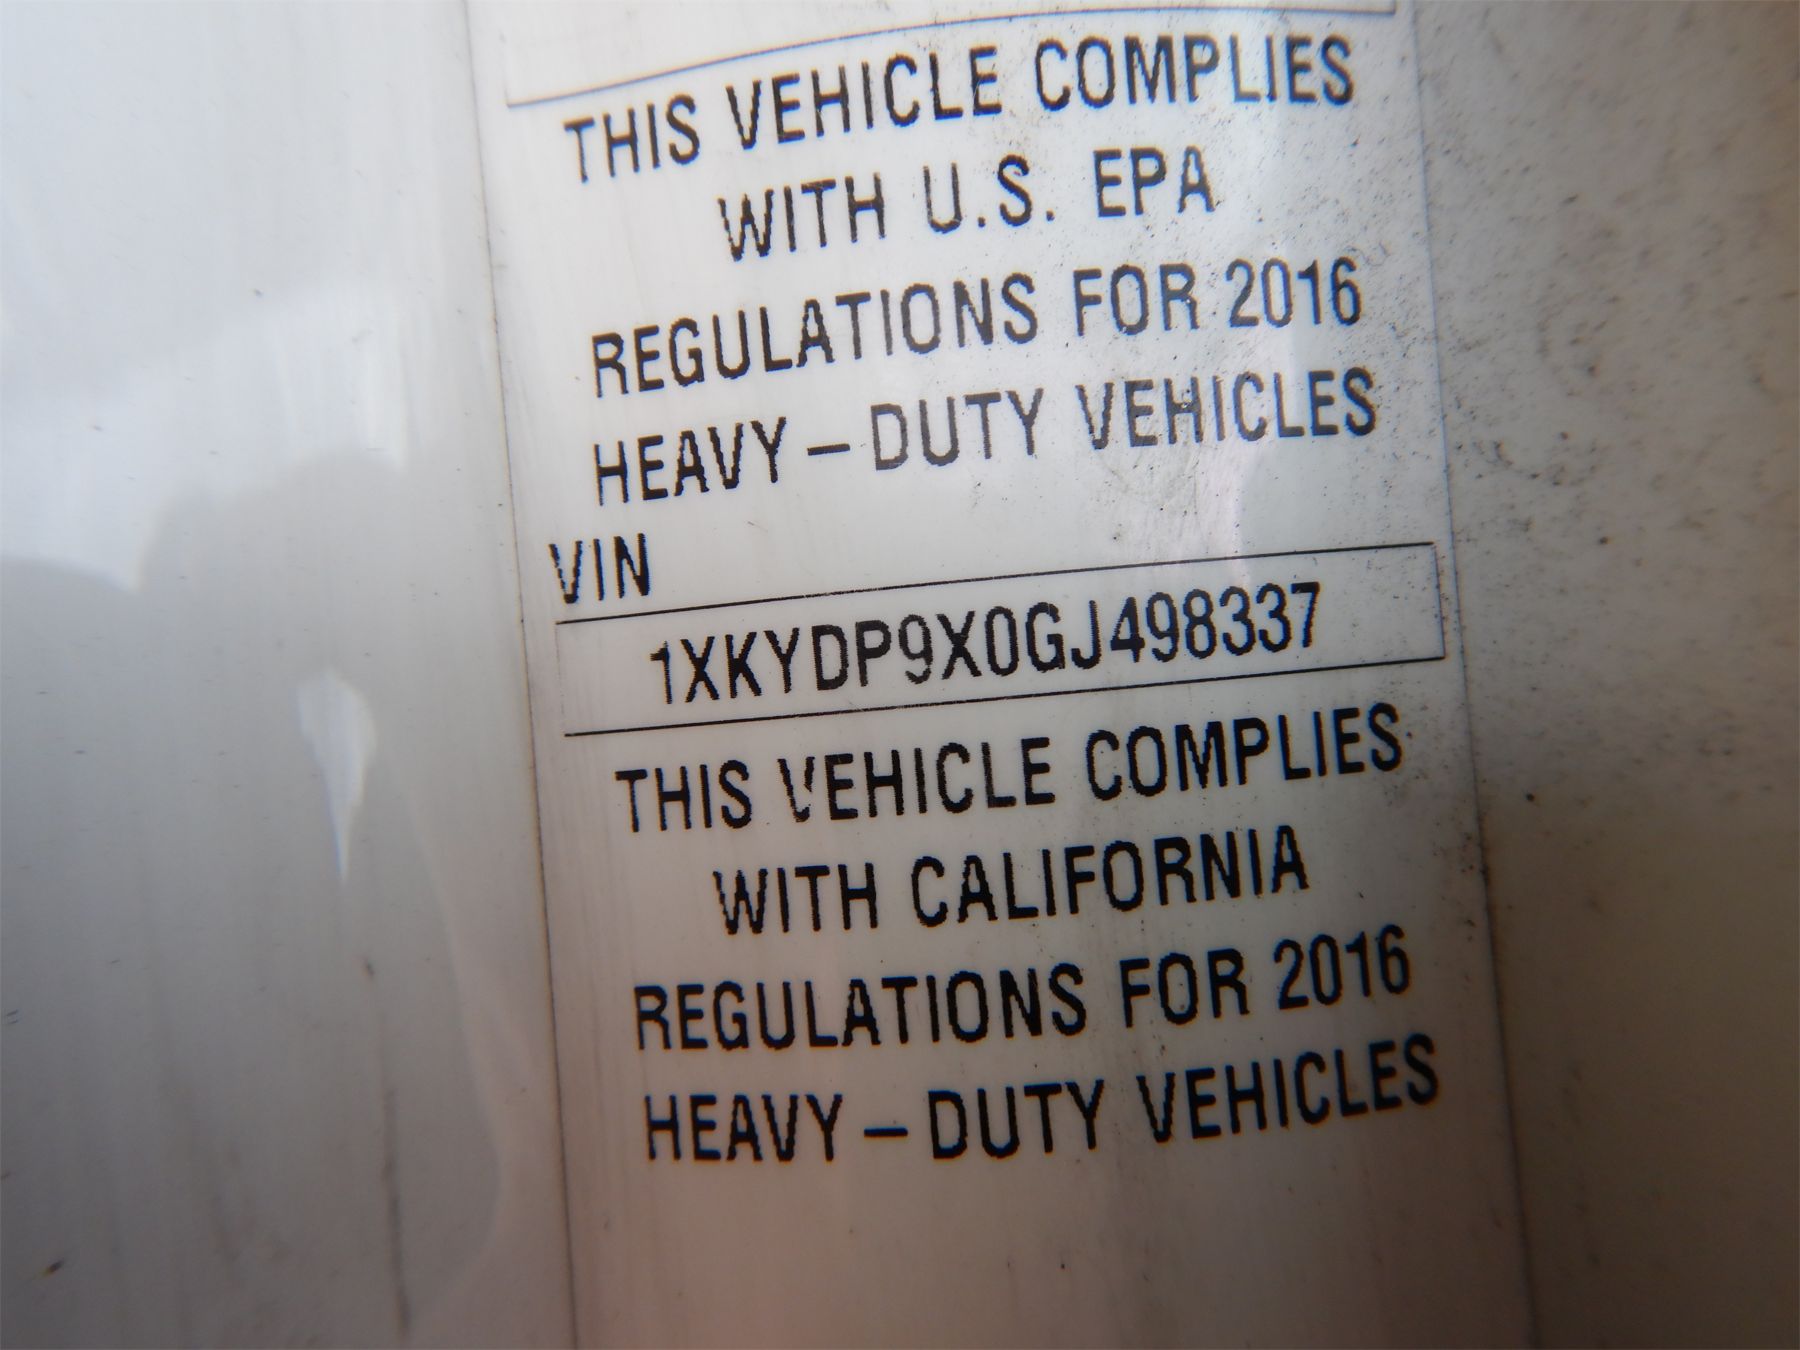 THIS VEHICLE COMPLIES
WITH U.S. EPA
REGULATIONS FOR 2016
HEAVY – DUTY VEHICLES
VIN
1XKYDP9X0GJ498337
THIS VEHICLE COMPLIES
WITH CALIFORNIA
REGULATIONS FOR 2016
HEAVY – DUTY VEHICLES